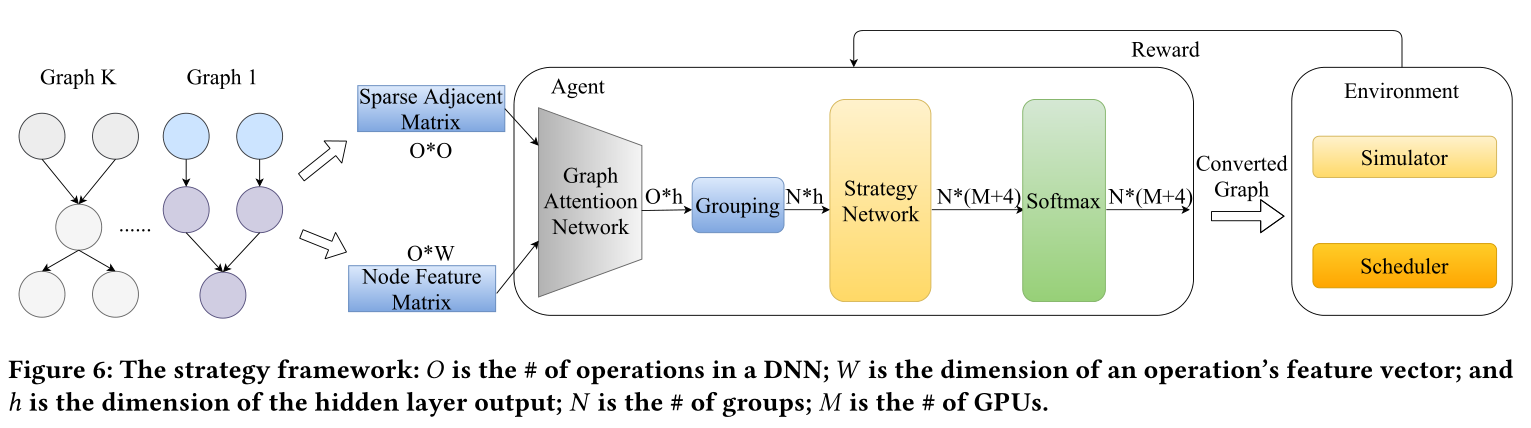 Graph K
Graph 1
......
Sparse Adjacent
Matrix
O*O
O*W
Node Feature
Matrix
Agent
Graph
Attentioon
Network
O*h
Grouping
N*h
Strategy
Network
N*(M+4)
Softmax
N*(M+4)
Reward
Converted
Graph
Environment
Simulator
Scheduler
Figure 6: The strategy framework: O is the # of operations in a DNN; W is the dimension of an operation's feature vector; and
h is the dimension of the hidden layer output; N is the # of groups; M is the # of GPUs.